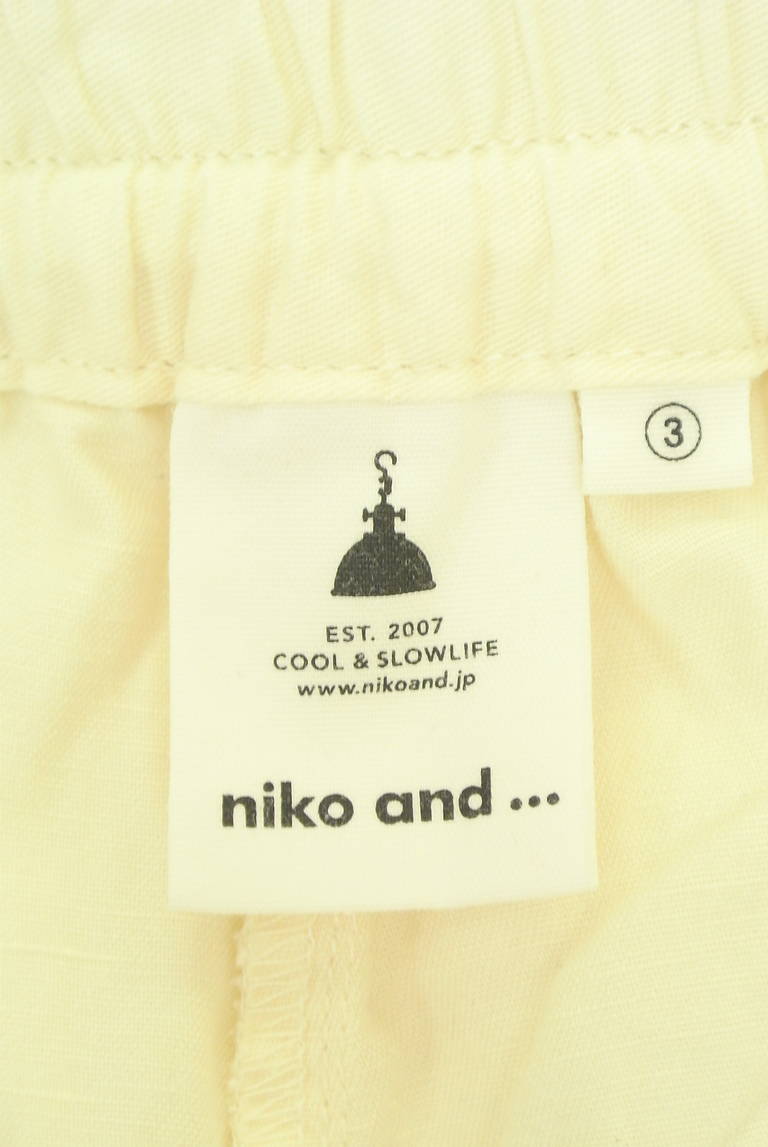 3
EST. 2007
COOL & SLOWLIFE
www.nikoand.jp
niko and ...